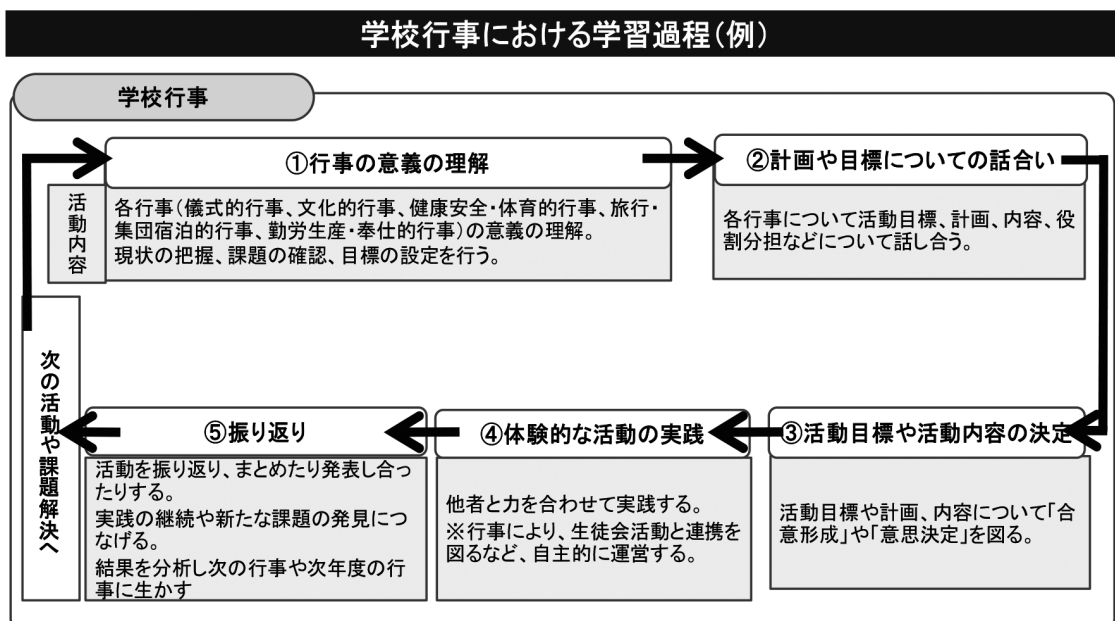 学校行事における学習過程(例)
学校行事
①行事の意義の理解
活動内容
各行事(儀式的行事、文化的行事、健康安全・体育的行事、旅行・
集団宿泊的行事、勤労生産・奉仕的行事)の意義の理解。
現状の把握、課題の確認、目標の設定を行う。
②計画や目標についての話合い
各行事について活動目標、計画、内容、役
割分担などについて話し合う。
③活動目標や活動内容の決定
活動目標や計画、内容について「合
意形成」や「意思決定」を図る。
④体験的な活動の実践
他者と力を合わせて実践する。
※行事により、生徒会活動と連携を
図るなど、自主的に運営する。
⑤振り返り
活動を振り返り、まとめたり発表し合っ
たりする。
実践の継続や新たな課題の発見につ
なげる。
結果を分析し次の行事や次年度の行
事に生かす
次の活動や課題解決へ